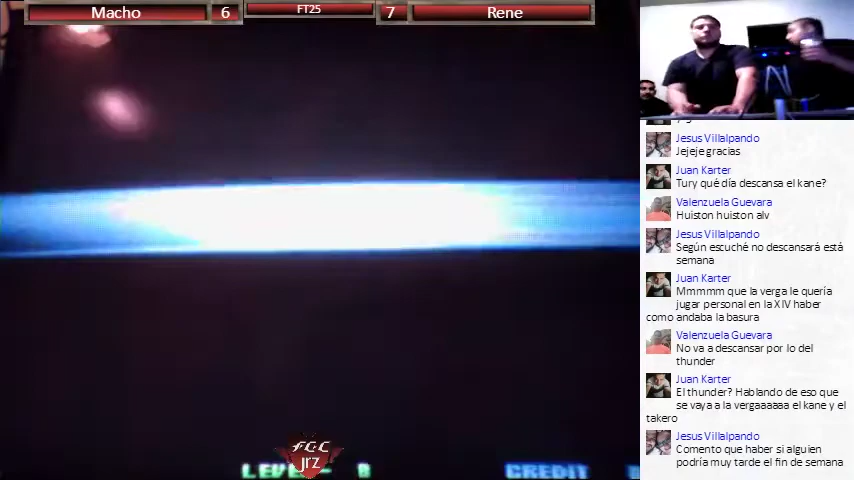 Macho 6 FT25 7 Rene
Jesus Villalpando
Jejeje gracias
Juan Karter
Tury qué día descansa el kane?
Valenzuela Guevara
Huiston huiston alv
Jesus Villalpando
Según escuché no descansará está
semana
Juan Karter
Mmmmm que la verga le quería
jugar personal en la XIV haber
como andaba la basura
Valenzuela Guevara
No va a descansar por lo del
thunder
Juan Karter
El thunder? Hablando de eso que
se vaya a la vergaaaaaa el kane y el
takero
Jesus Villalpando
Comento que haber si alguien
podría muy tarde el fin de semana
FGC
jrz
CREDIT